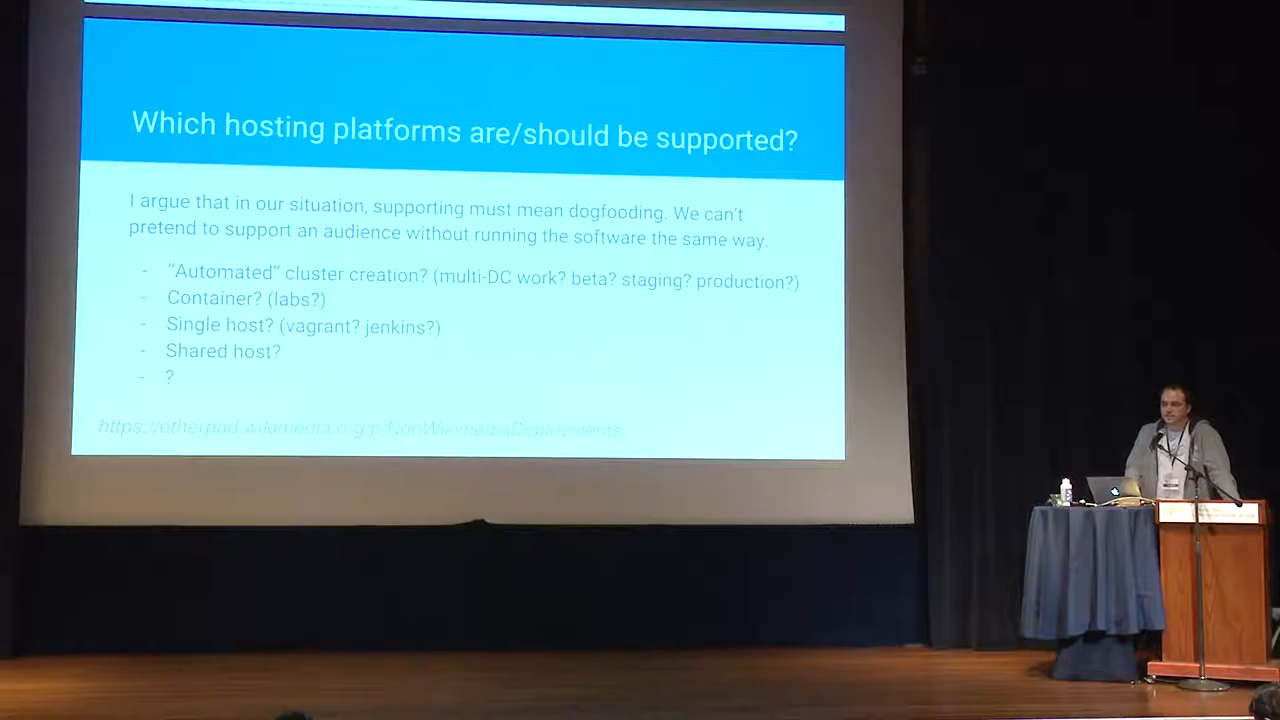 Which hosting platforms are/should be supported?
I argue that in our situation, supporting must mean dogfooding. We can't
pretend to support an audience without running the software the same way.
- "Automated" cluster creation? (multi-DC work? beta? staging? production?)
- Container? (labs?)
- Single host? (vagrant? jenkins?)
- Shared host?
- ?
https://etherpad.wikimedia.org/p/NonWikimediaDeployments